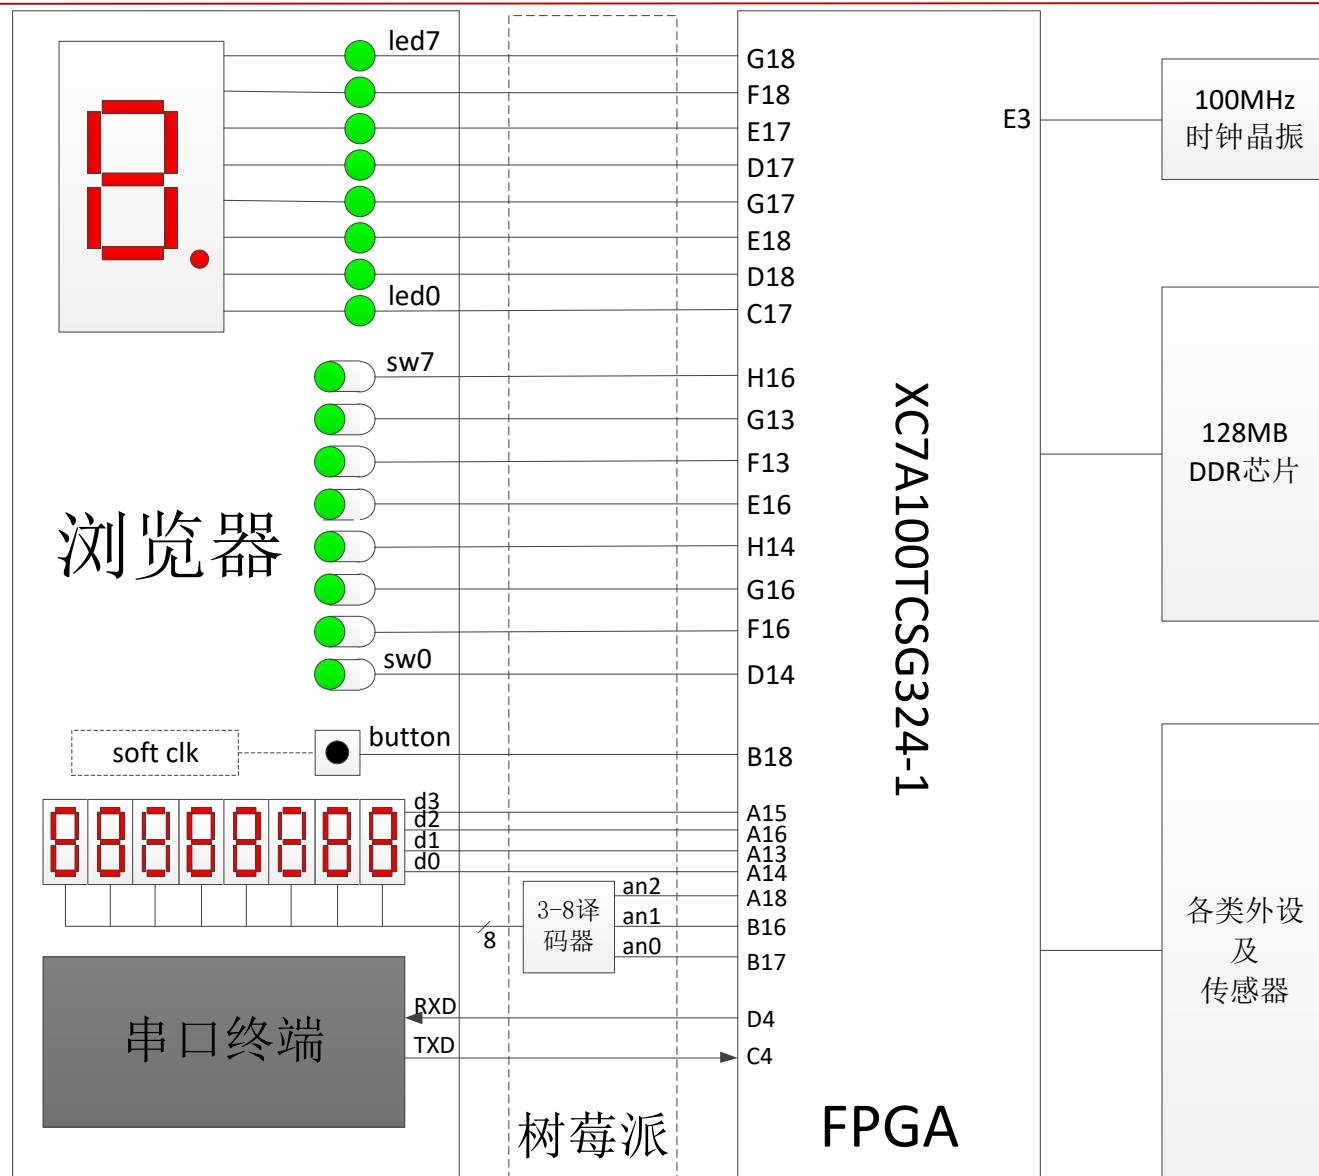 led7
G18
F18
E17
D17
G17
E18
D18
led0
C17
sw7
H16
G13
F13
E16
H14
G16
F16
sw0
D14
浏览器
soft clk
button
B18
d3
d2
d1
d0
A15
A16
A13
A14
3-8译
码器
an2
an1
an0
A18
B16
B17
8
串口终端
RXD
TXD
D4
C4
树莓派
XC7A100TCSG324-1
FPGA
E3
100MHz
时钟晶振
128MB
DDR芯片
各类外设
及
传感器